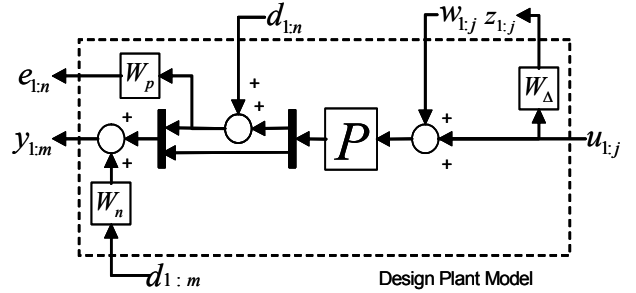 d1:n
w1:j z1:j
e1:n
Wp
WΔ
+
+
+
+
+
+
P
y1:m
u1:j
Wn
d1:m
Design Plant Model